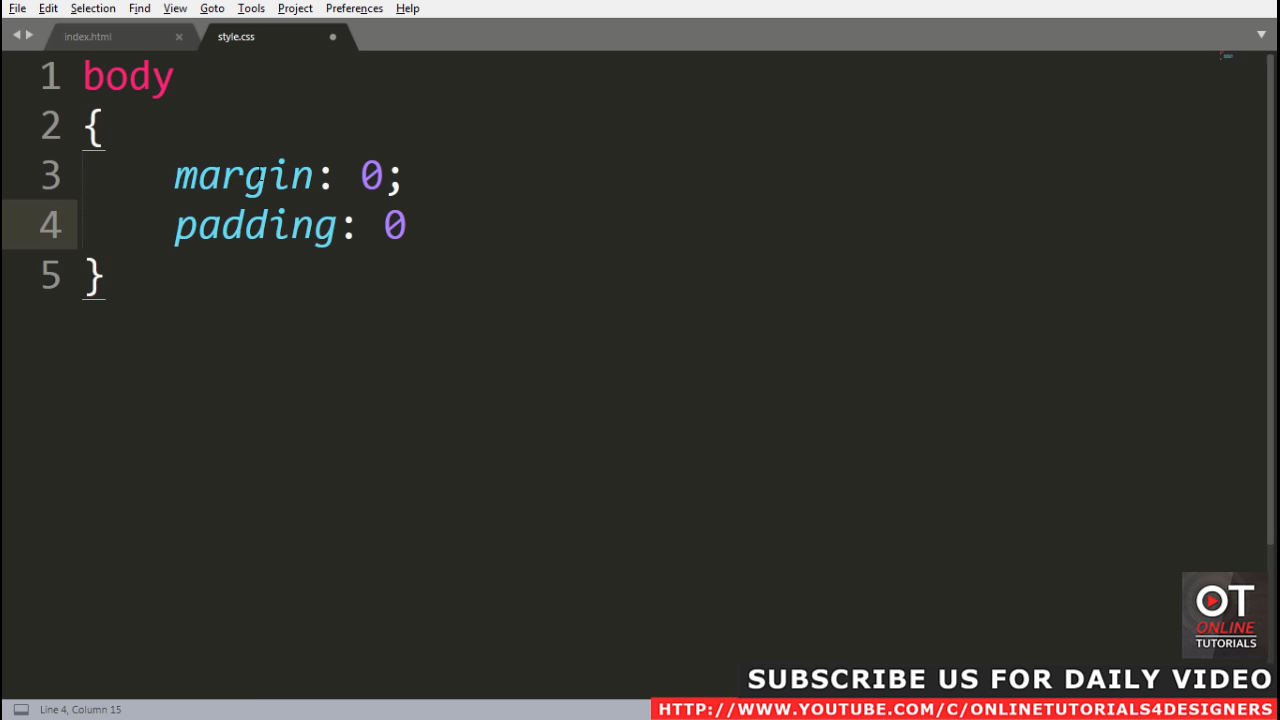 File Edit Selection Find View Goto Tools Project Preferences Help
index.html × style.css
1 body
2 {
3 margin: 0;
4 padding: 0
5 }
OT
ONLINE
TUTORIALS
SUBSCRIBE US FOR DAILY VIDEO
Line 4, Column 15
HTTP://WWW.YOUTUBE.COM/C/ONLINETUTORIALS4DESIGNERS